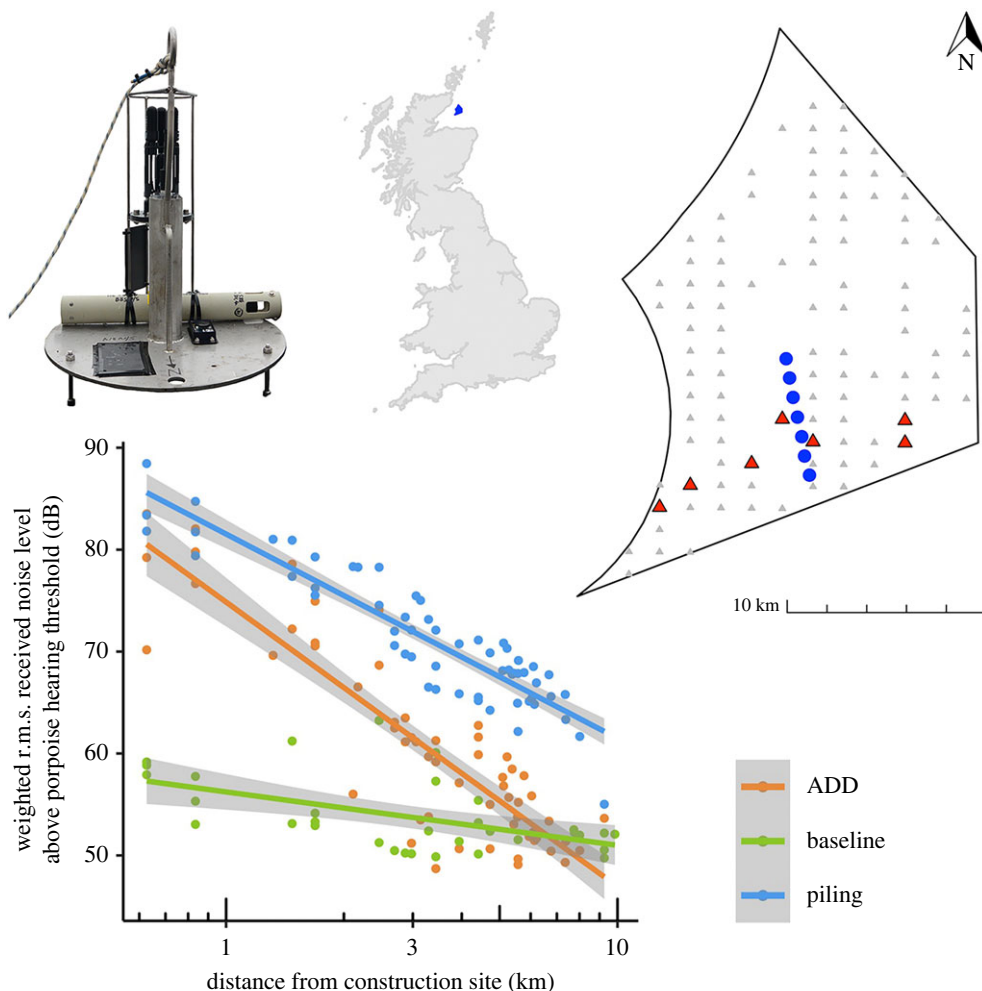 N
10 km
90
80
70
60
50
weighted r.m.s. received noise level
above porpoise hearing threshold (dB)
1
3
10
distance from construction site (km)
ADD
baseline
piling